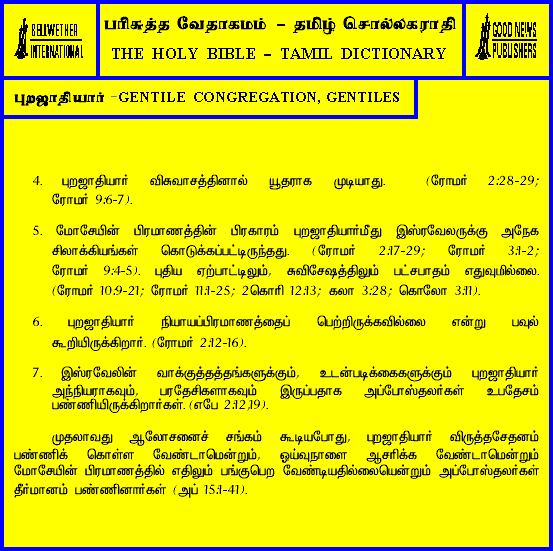 BELLWETHER
INTERNATIONAL
பரிசுத்த வேதாகமம் – தமிழ் சொல்லகராதி
THE HOLY BIBLE – TAMIL DICTIONARY
GOOD NEWS
PUBLISHERS
புறஜாதியார் –GENTILE CONGREGATION, GENTILES
4. புறஜாதியார் விசுவாசத்தினால் யூதராக முடியாது. (ரோமர் 2:28-29;
ரோமர் 9:6-7).
5. மோசேயின் பிரமாணத்தின் பிரகாரம் புறஜாதியார்மீது இஸ்ரவேலருக்கு அநேக
சிலாக்கியங்கள் கொடுக்கப்பட்டிருந்தது. (ரோமர் 2:17-29; ரோமர் 3:1-2;
ரோமர் 9:4-5). புதிய ஏற்பாட்டிலும், சுவிசேஷத்திலும் பட்சபாதம் எதுவுமில்லை.
(ரோமர் 10:9-21; ரோமர் 11:1-25; 2கொரி 12:13; கலா 3:28; கொலோ 3:11).
6. புறஜாதியார் நியாயப்பிரமாணத்தைப் பெற்றிருக்கவில்லை என்று பவுல்
கூறியிருக்கிறார். (ரோமர் 2:12-16).
7. இஸ்ரவேலின் வாக்குத்தத்தங்களுக்கும், உடன்படிக்கைகளுக்கும் புறஜாதியார்
அந்நியராகவும், பரதேசிகளாகவும் இருப்பதாக அப்போஸ்தலர்கள் உபதேசம்
பண்ணியிருக்கிறார்கள். (எபே 2:12,19).
முதலாவது ஆலோசனைச் சங்கம் கூடியபோது, புறஜாதியார் விருத்தசேதனம்
பண்ணிக் கொள்ள வேண்டாமென்றும், ஓய்வுநாளை ஆசரிக்க வேண்டாமென்றும்
மோசேயின் பிரமாணத்தில் எதிலும் பங்குபெற வேண்டியதில்லையென்றும் அப்போஸ்தலர்கள்
தீர்மானம் பண்ணினார்கள் (அப் 15:1-41).